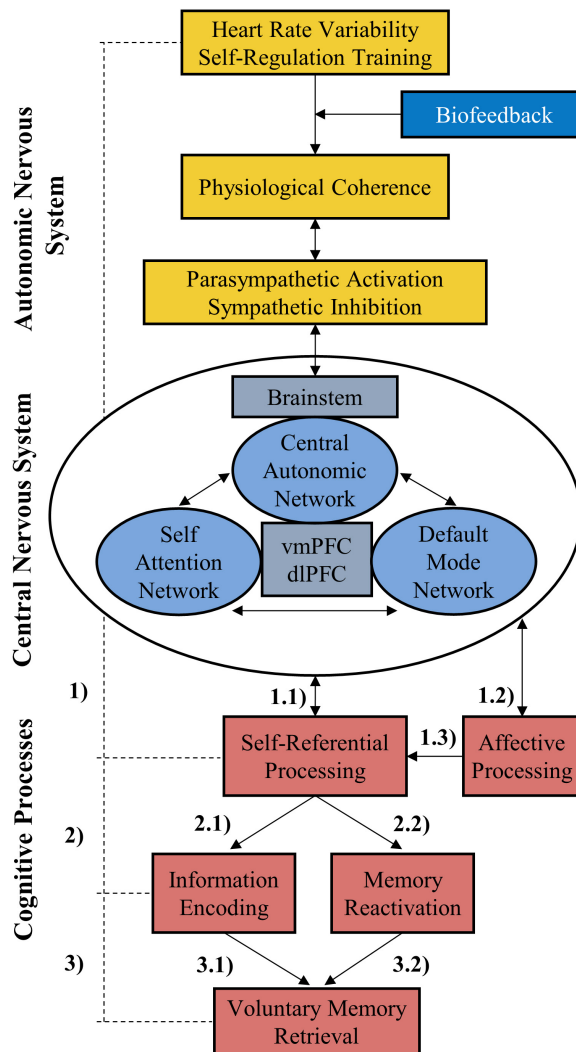 Heart Rate Variability
Self-Regulation Training
Biofeedback
Autonomic Nervous
System
Physiological Coherence
Parasympathetic Activation
Sympathetic Inhibition
Central Nervous System
Brainstem
Central
Autonomic
Network
Self
Attention
Network
vmPFC
dlPFC
Default
Mode
Network
1)
1.1)
1.2)
Cognitive Processes
Self-Referential
Processing
1.3)
Affective
Processing
2)
2.1)
2.2)
Information
Encoding
Memory
Reactivation
3)
3.1)
3.2)
Voluntary Memory
Retrieval